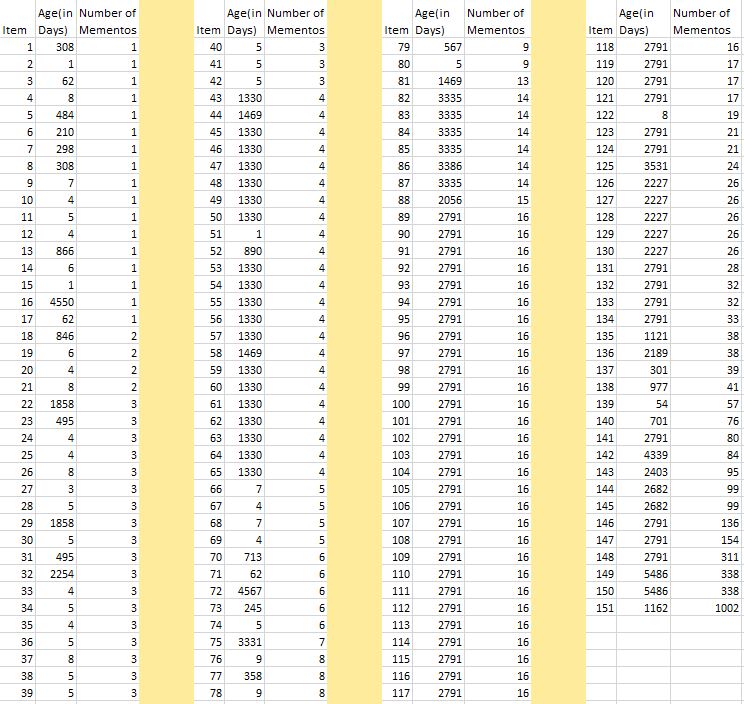 Age(in Number of
Item Days) Mementos
1 308 1
2 1 1
3 62 1
4 8 1
5 484 1
6 210 1
7 298 1
8 308 1
9 7 1
10 4 1
11 5 1
12 4 1
13 866 1
14 6 1
15 1 1
16 4550 1
17 62 1
18 846 2
19 6 2
20 4 2
21 8 2
22 1858 3
23 495 3
24 4 3
25 4 3
26 8 3
27 3 3
28 5 3
29 1858 3
30 5 3
31 495 3
32 2254 3
33 4 3
34 5 3
35 4 3
36 5 3
37 8 3
38 5 3
39 5 3
Age(in Number of
Item Days) Mementos
40 5 3
41 5 3
42 5 3
43 1330 4
44 1469 4
45 1330 4
46 1330 4
47 1330 4
48 1330 4
49 1330 4
50 1330 4
51 1 4
52 890 4
53 1330 4
54 1330 4
55 1330 4
56 1330 4
57 1330 4
58 1469 4
59 1330 4
60 1330 4
61 1330 4
62 1330 4
63 1330 4
64 1330 4
65 1330 4
66 7 5
67 4 5
68 7 5
69 4 5
70 713 6
71 62 6
72 4567 6
73 245 6
74 5 6
75 3331 7
76 9 8
77 358 8
78 9 8
Age(in Number of
Item Days) Mementos
79 567 9
80 5 9
81 1469 13
82 3335 14
83 3335 14
84 3335 14
85 3335 14
86 3386 14
87 3335 14
88 2056 15
89 2791 16
90 2791 16
91 2791 16
92 2791 16
93 2791 16
94 2791 16
95 2791 16
96 2791 16
97 2791 16
98 2791 16
99 2791 16
100 2791 16
101 2791 16
102 2791 16
103 2791 16
104 2791 16
105 2791 16
106 2791 16
107 2791 16
108 2791 16
109 2791 16
110 2791 16
111 2791 16
112 2791 16
113 2791 16
114 2791 16
115 2791 16
116 2791 16
117 2791 16
Age(in Number of
Item Days) Mementos
118 2791 16
119 2791 17
120 2791 17
121 2791 17
122 8 19
123 2791 21
124 2791 21
125 3531 24
126 2227 26
127 2227 26
128 2227 26
129 2227 26
130 2227 26
131 2791 28
132 2791 32
133 2791 32
134 2791 33
135 1121 38
136 2189 38
137 301 39
138 977 41
139 54 57
140 701 76
141 2791 80
142 4339 84
143 2403 95
144 2682 99
145 2682 99
146 2791 136
147 2791 154
148 2791 311
149 5486 338
150 5486 338
151 1162 1002